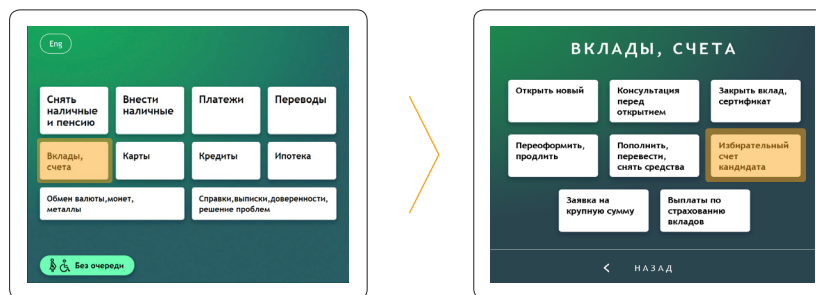 Eng
Снять
наличные
и пенсию
Внести
наличные
Платежи
Переводы
Вклады,
счета
Карты
Кредиты
Ипотека
Обмен валюты,монет,
металлы
Справки,выписки,доверенности,
решение проблем
Без очереди
ВКЛАДЫ, СЧЕТА
Открыть новый
Консультация
перед
открытием
Закрыть вклад,
сертификат
Переоформить,
продлить
Пополнить,
перевести,
снять средства
Избирательный
счет
кандидата
Заявка на
крупную сумму
Выплаты по
страхованию
вкладов
НАЗАД